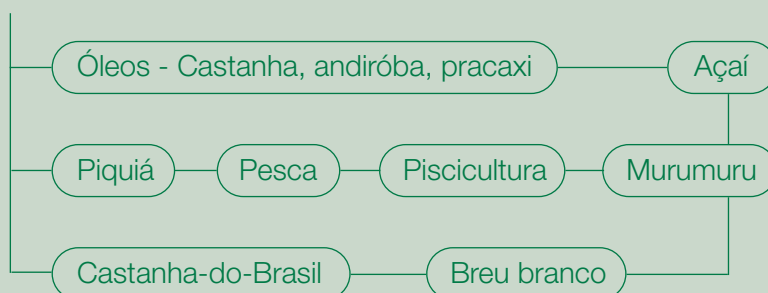 Óleos - Castanha, andiróba, pracaxi Açaí
Piquiá Pesca Piscicultura Murumuru
Castanha-do-Brasil Breu branco